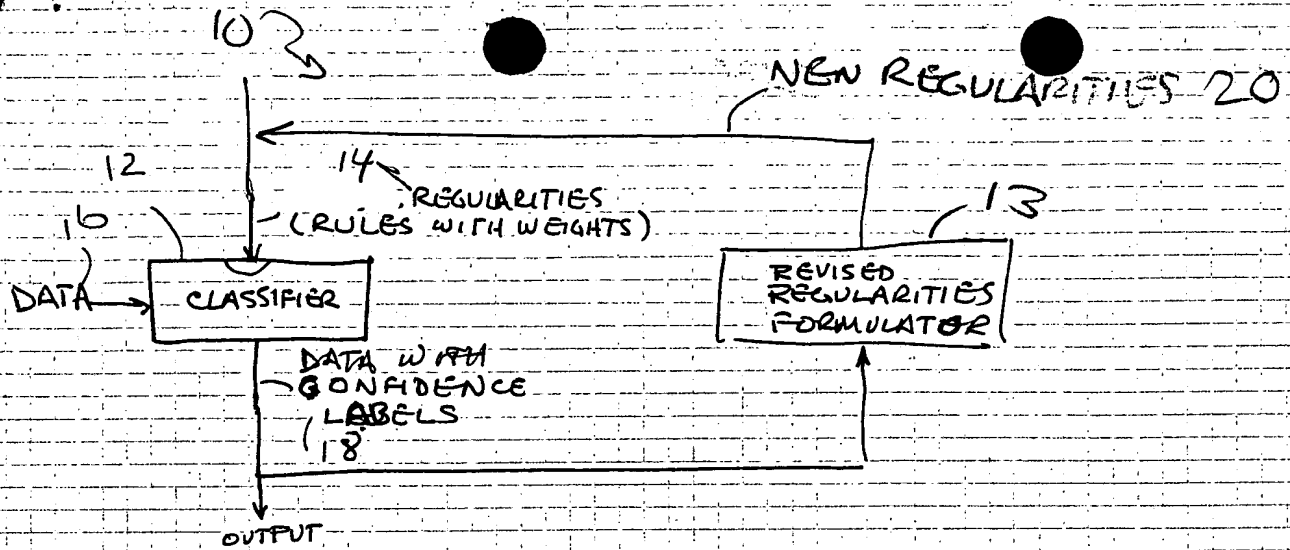 10
NEW REGULARITIES 20
12
14
REGULARITIES
(RULES WITH WEIGHTS)
13
16
DATA
CLASSIFIER
REVISED
REGULARITIES
FORMULATOR
DATA WITH
CONFIDENCE
LABELS
18
OUTPUT